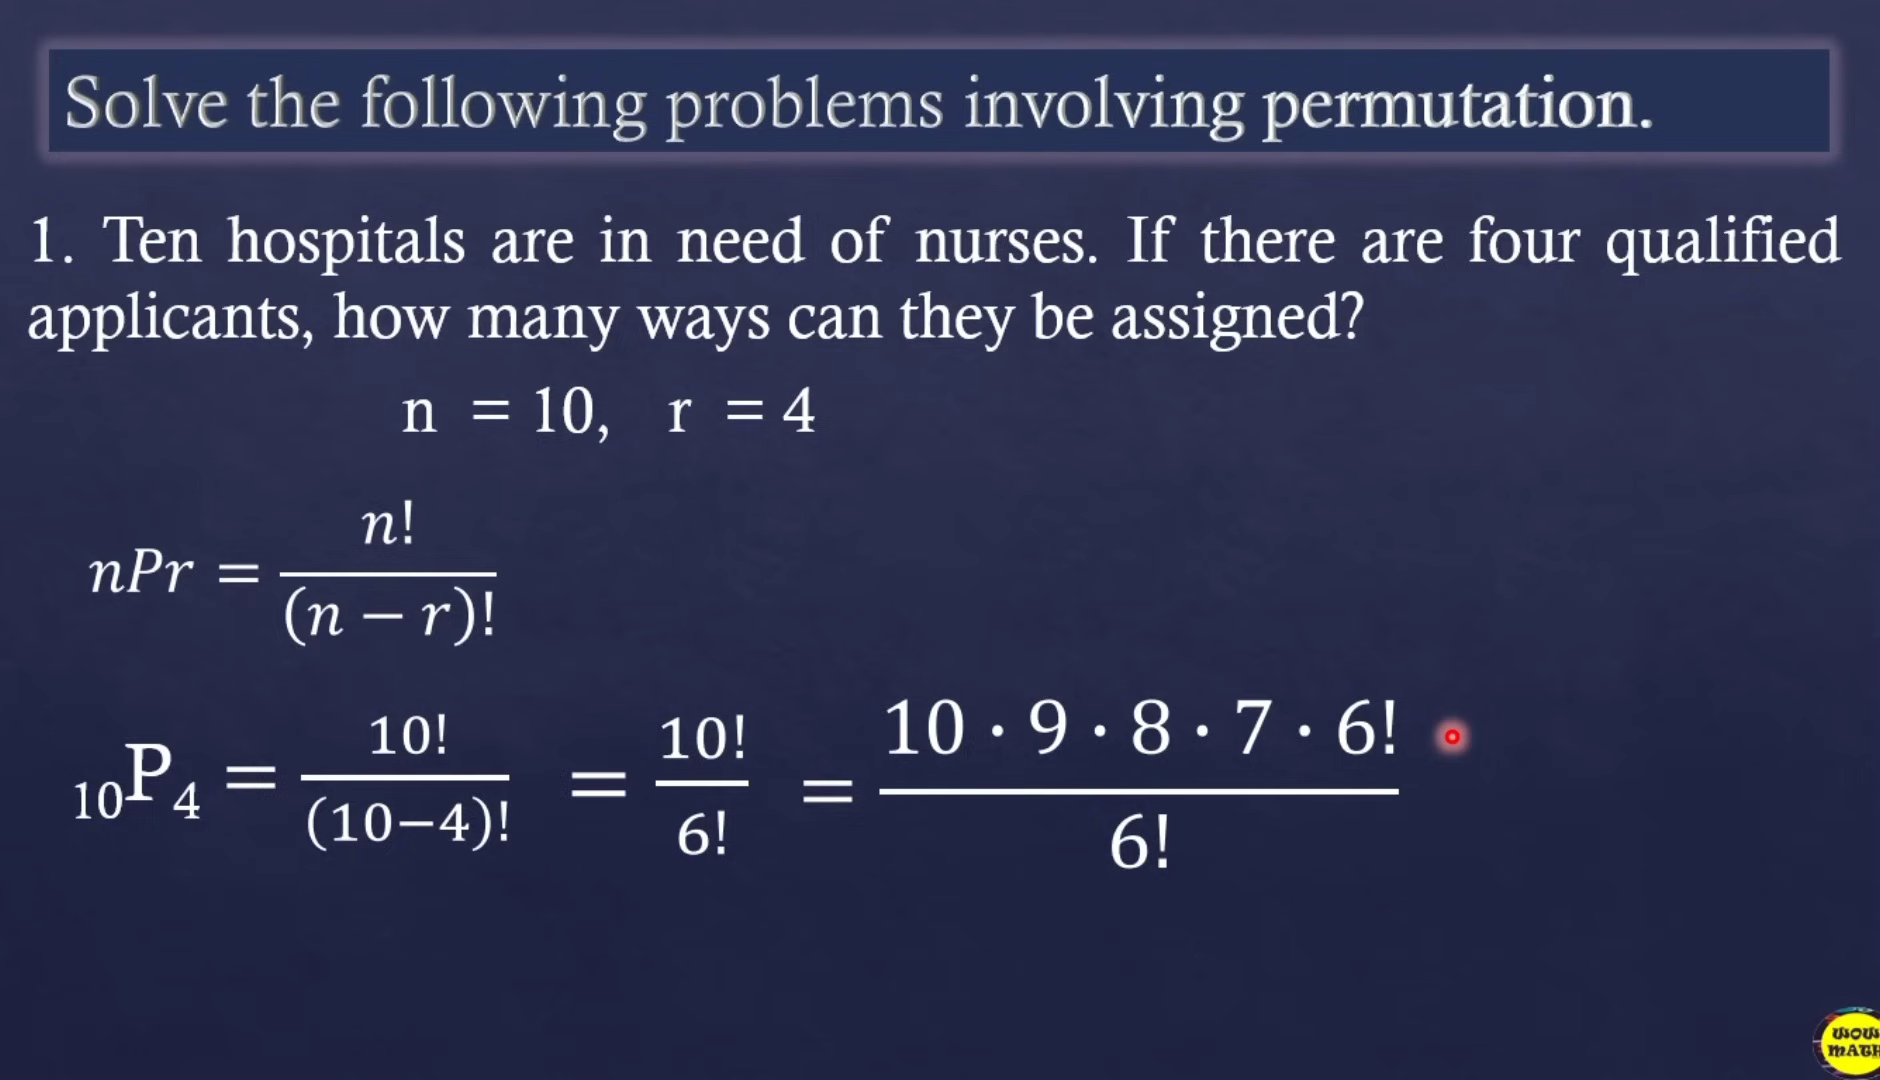 Solve the following problems involving permutation.
1. Ten hospitals are in need of nurses. If there are four qualified
applicants, how many ways can they be assigned?
n = 10, r = 4
nPr = n! / (n − r)!
₁₀P₄ = 10! / (10−4)! = 10! / 6! = 10 · 9 · 8 · 7 · 6! / 6!
WOW
MATH